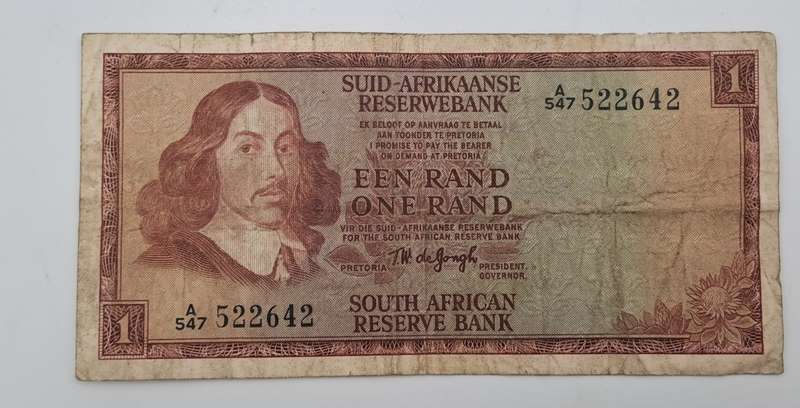 SUID-AFRIKAANSE
RESERWEBANK
A/547 522642
1
EK BELOOF OP AANVRAAG TE BETAAL
AAN TOONDER TE PRETORIA
I PROMISE TO PAY THE BEARER
ON DEMAND AT PRETORIA
EEN RAND
ONE RAND
VIR DIE SUID-AFRIKAANSE RESERWEBANK
FOR THE SOUTH AFRICAN RESERVE BANK
PRETORIA T.W. de Jongh PRESIDENT.
GOVERNOR.
1
A/547 522642
SOUTH AFRICAN
RESERVE BANK